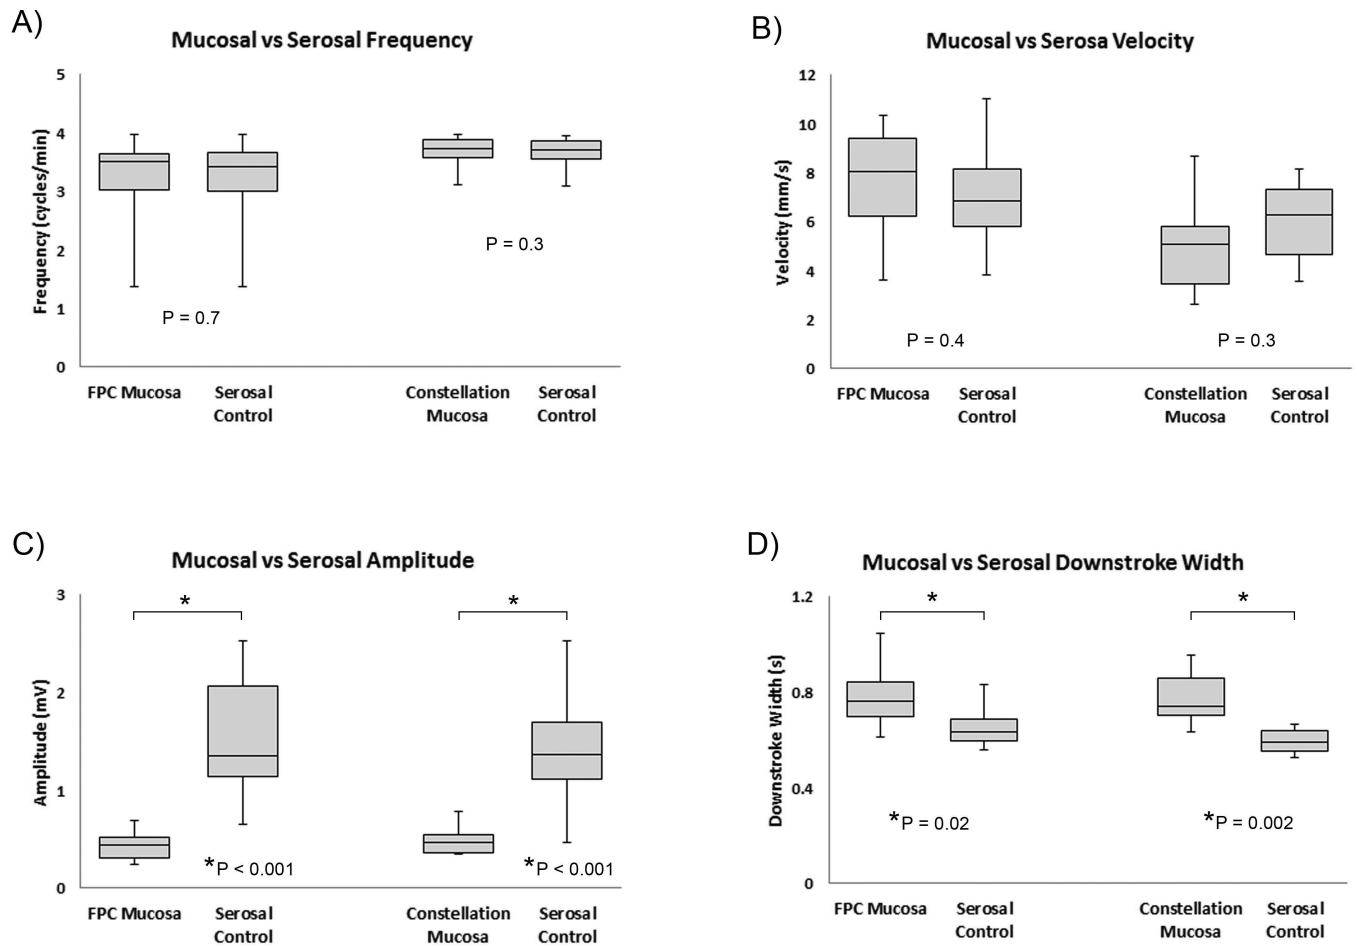 A)
Mucosal vs Serosal Frequency
Frequency (cycles/min)
5
4
3
2
1
0
P = 0.7
P = 0.3
FPC Mucosa
Serosal
Control
Constellation
Mucosa
Serosal
Control
B)
Mucosal vs Serosa Velocity
Velocity (mm/s)
12
10
8
6
4
2
0
P = 0.4
P = 0.3
FPC Mucosa
Serosal
Control
Constellation
Mucosa
Serosal
Control
C)
Mucosal vs Serosal Amplitude
Amplitude (mV)
3
2
1
0
*
*
*P < 0.001
*P < 0.001
FPC Mucosa
Serosal
Control
Constellation
Mucosa
Serosal
Control
D)
Mucosal vs Serosal Downstroke Width
Downstroke Width (s)
1.2
0.8
0.4
0
*
*
*P = 0.02
*P = 0.002
FPC Mucosa
Serosal
Control
Constellation
Mucosa
Serosal
Control